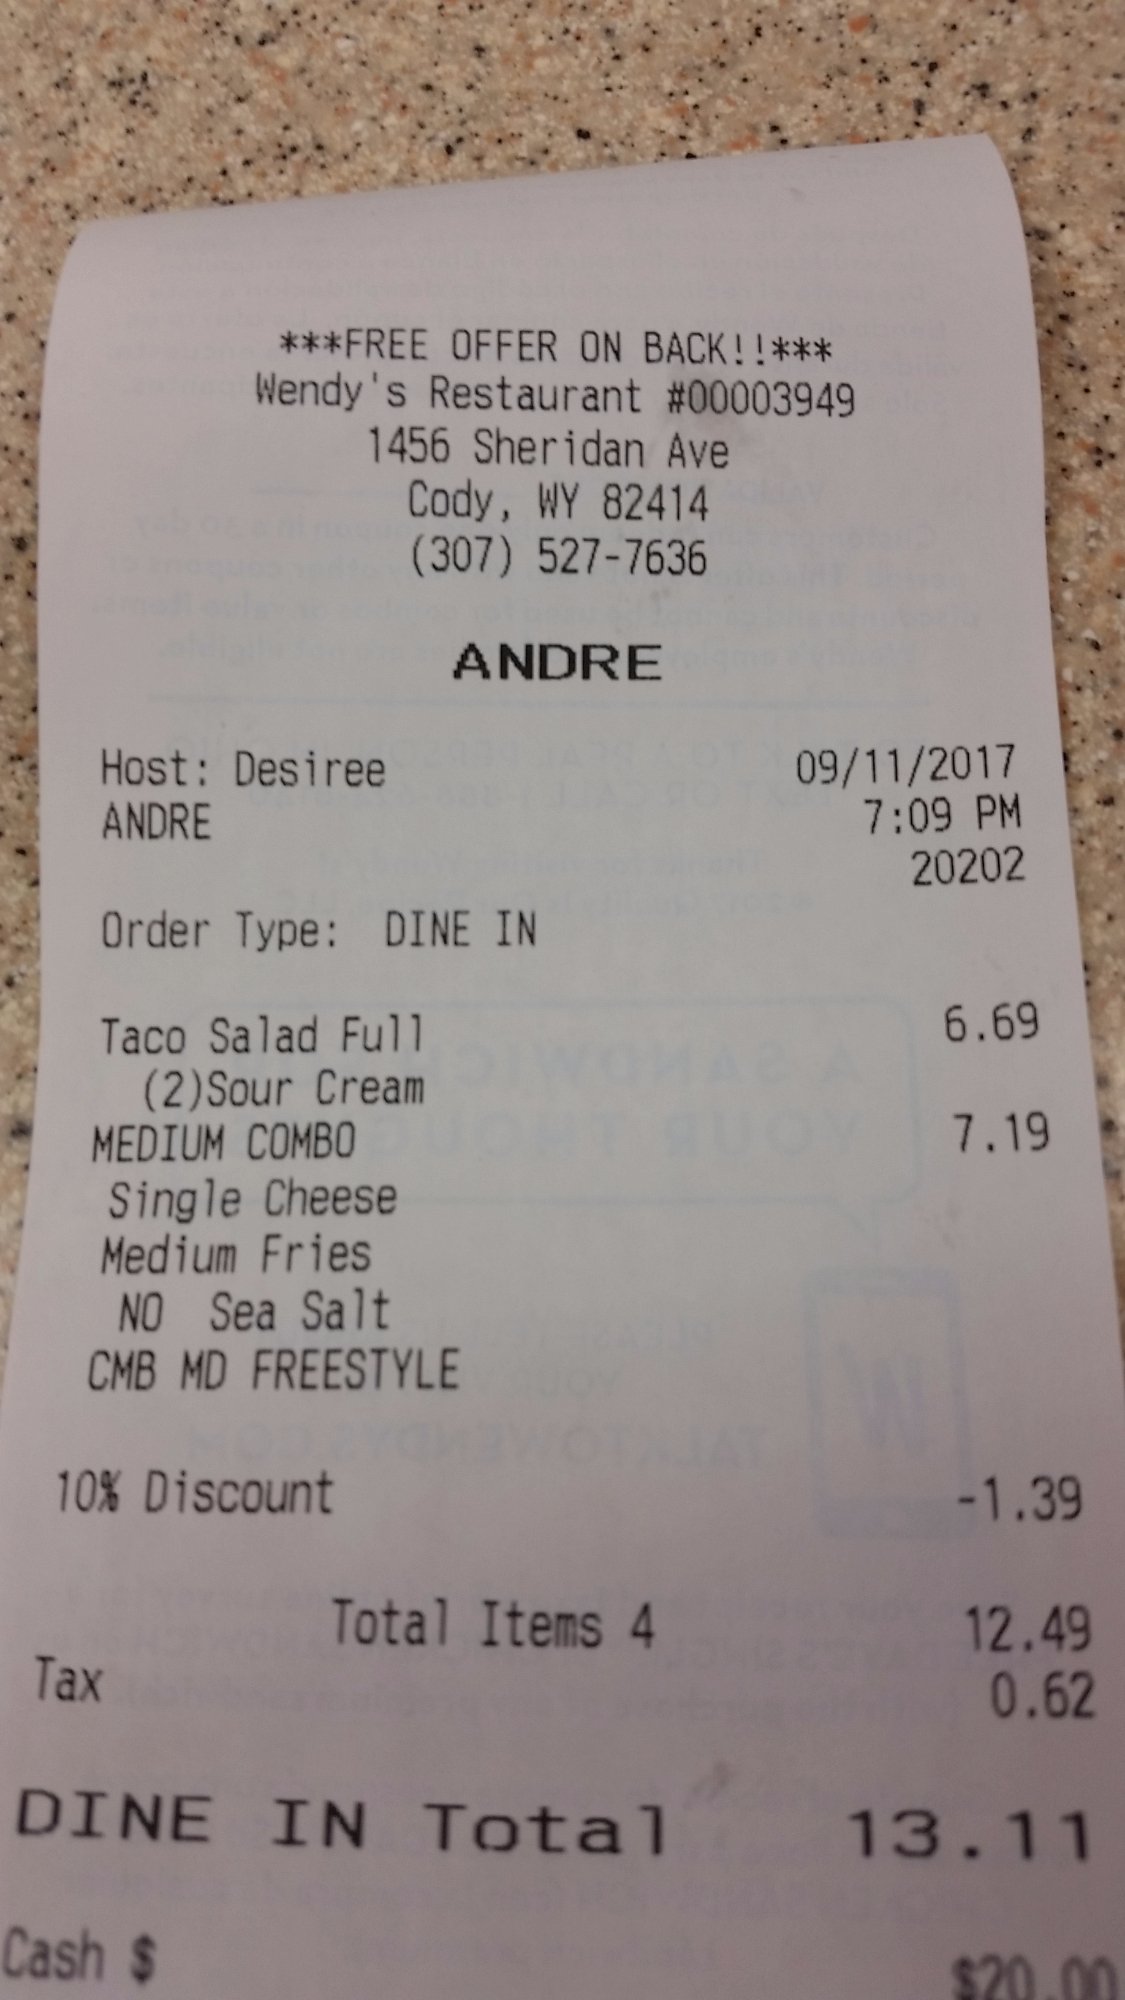 ***FREE OFFER ON BACK!!***
Wendy's Restaurant #00003949
1456 Sheridan Ave
Cody, WY 82414
(307) 527-7636
ANDRE
Host: Desiree 09/11/2017
ANDRE 7:09 PM
20202
Order Type: DINE IN
Taco Salad Full 6.69
(2)Sour Cream
MEDIUM COMBO 7.19
Single Cheese
Medium Fries
NO Sea Salt
CMB MD FREESTYLE
10% Discount -1.39
Total Items 4 12.49
Tax 0.62
DINE IN Total 13.11
Cash $ $20.00